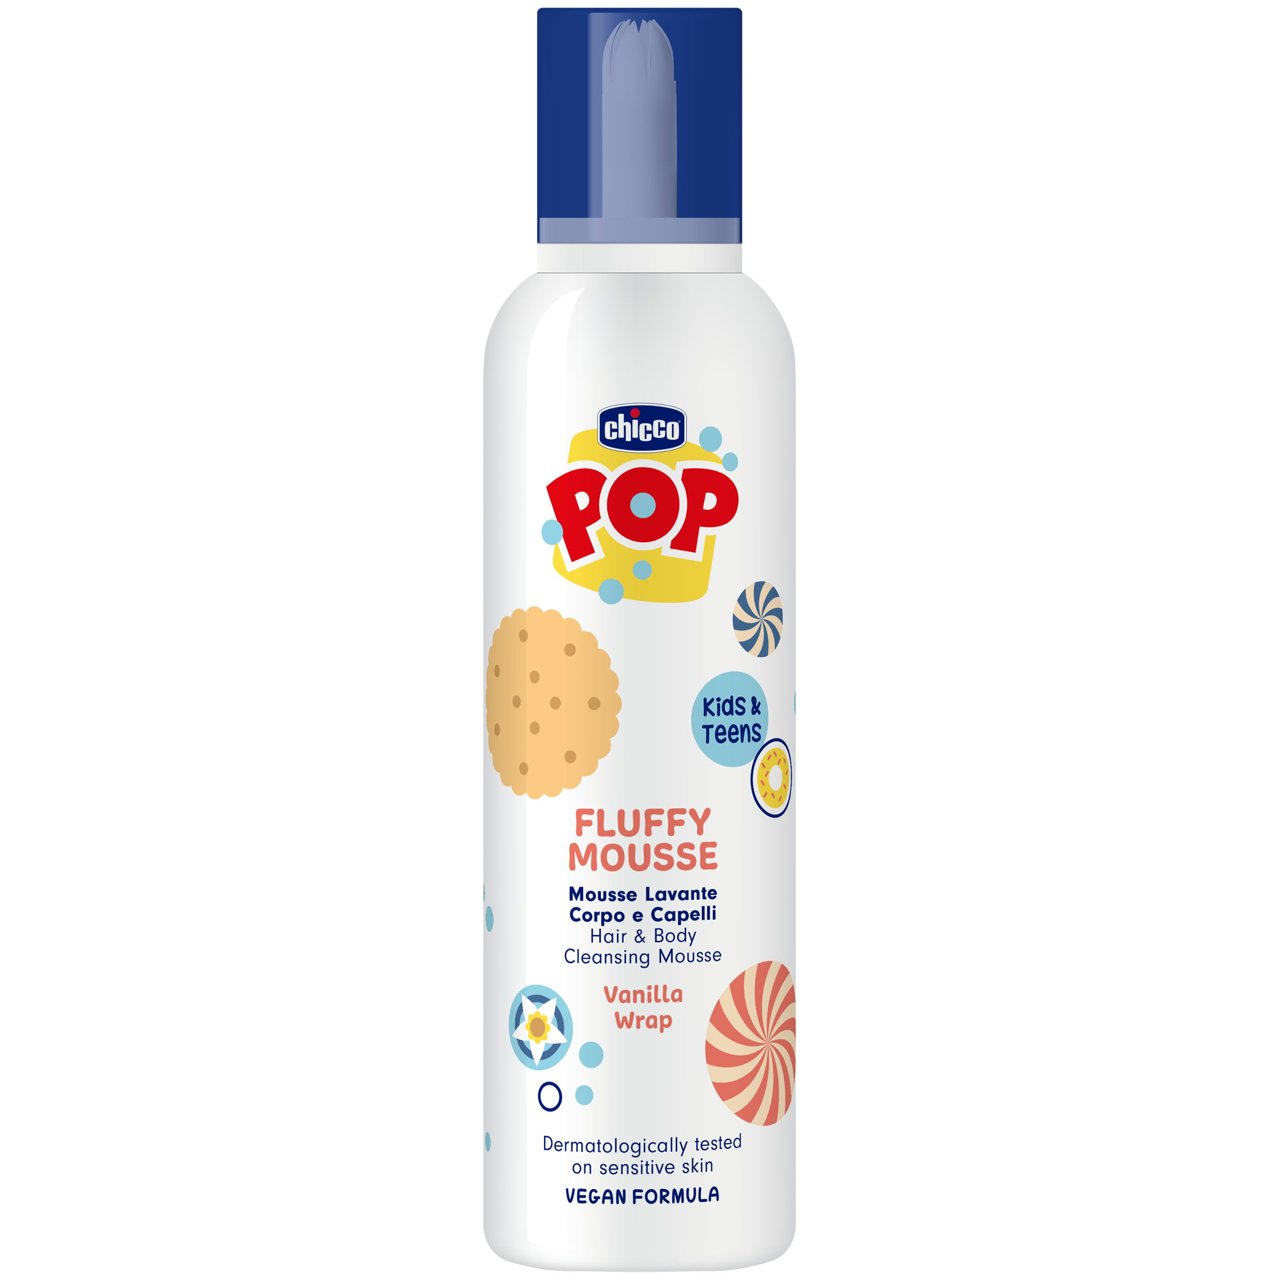 chicco
POP
Kids &
Teens
FLUFFY
MOUSSE
Mousse Lavante
Corpo e Capelli
Hair & Body
Cleansing Mousse
Vanilla
Wrap
Dermatologically tested
on sensitive skin
VEGAN FORMULA